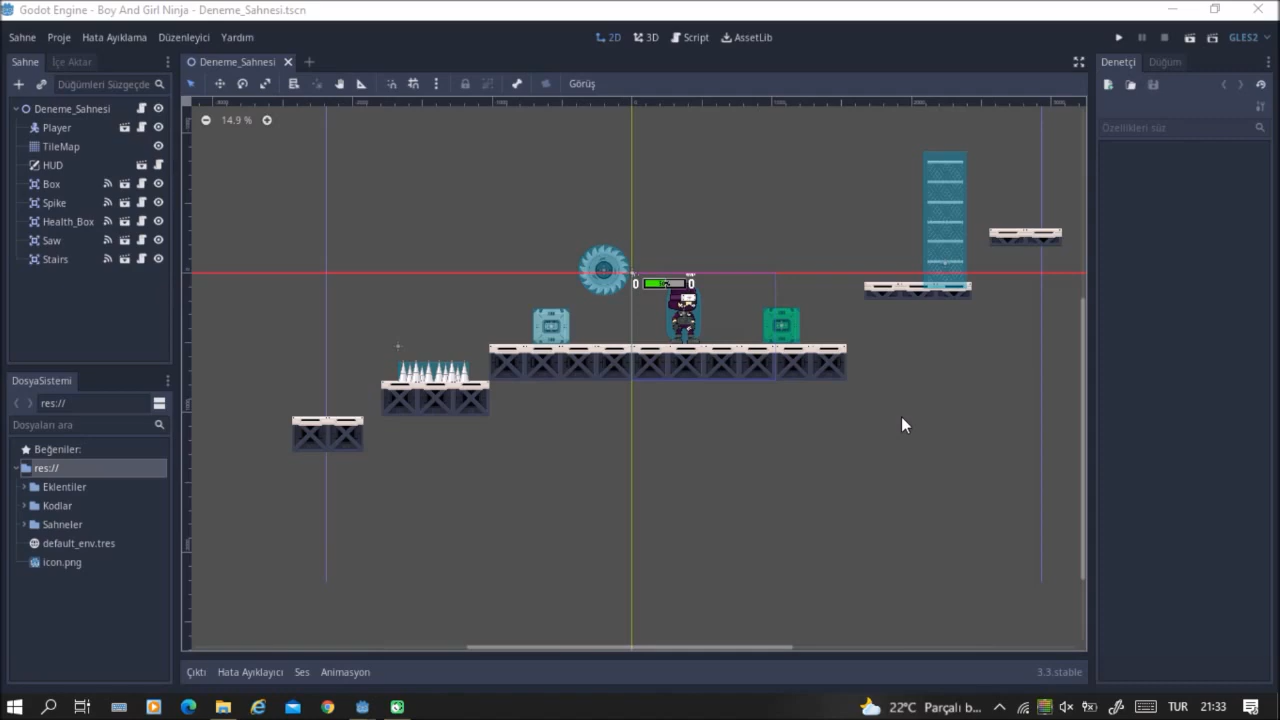 Godot Engine - Boy And Girl Ninja - Deneme_Sahnesi.tscn
Sahne Proje Hata Ayıklama Düzenleyici Yardım
2D 3D Script AssetLib
GLES2
Sahne İçe Aktar
Deneme_Sahnesi
Denetçi Düğüm
Düğümleri Süzgeçde
Görüş
14.9 %
Özellikleri süz
Deneme_Sahnesi
Player
TileMap
HUD
Box
Spike
Health_Box
Saw
Stairs
0 0
DosyaSistemi
res://
Dosyaları ara
Beğeniler:
res://
Eklentiler
Kodlar
Sahneler
default_env.tres
icon.png
Çıktı Hata Ayıklayıcı Ses Animasyon
3.3.stable
22°C Parçalı b...
TUR 21:33